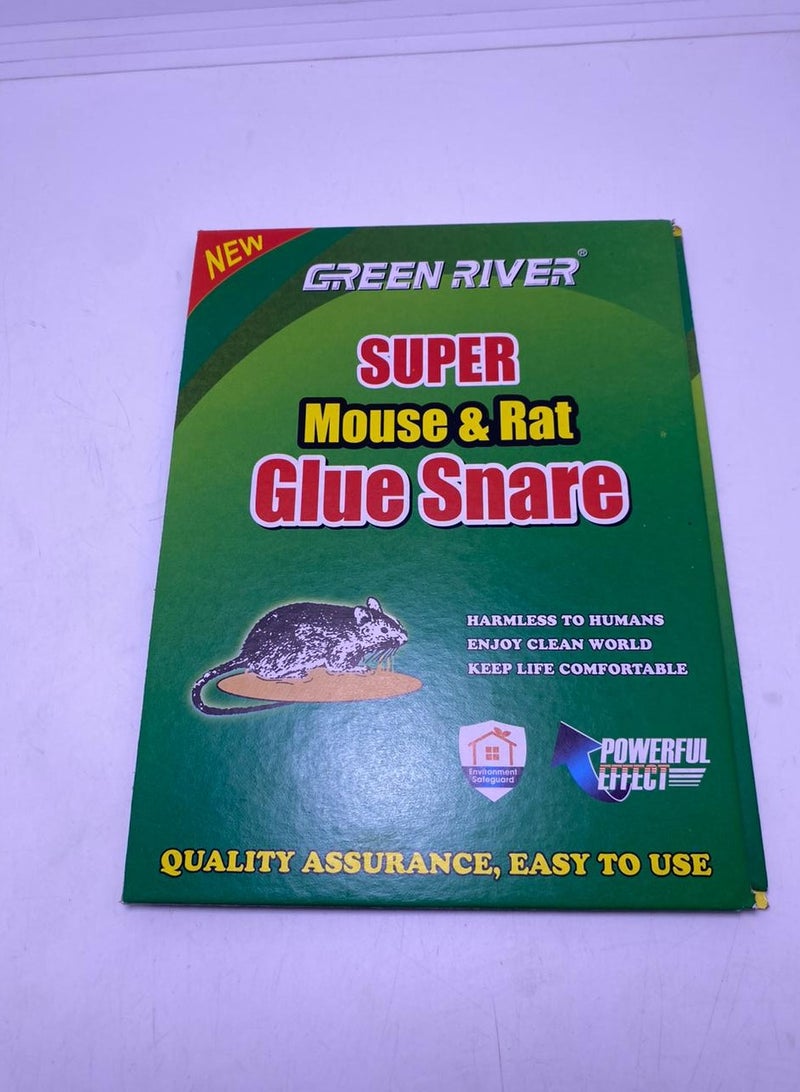 NEW
GREEN RIVER®
SUPER
Mouse & Rat
Glue Snare
HARMLESS TO HUMANS
ENJOY CLEAN WORLD
KEEP LIFE COMFORTABLE
Environment
Safeguard
POWERFUL
EFFECT
QUALITY ASSURANCE, EASY TO USE